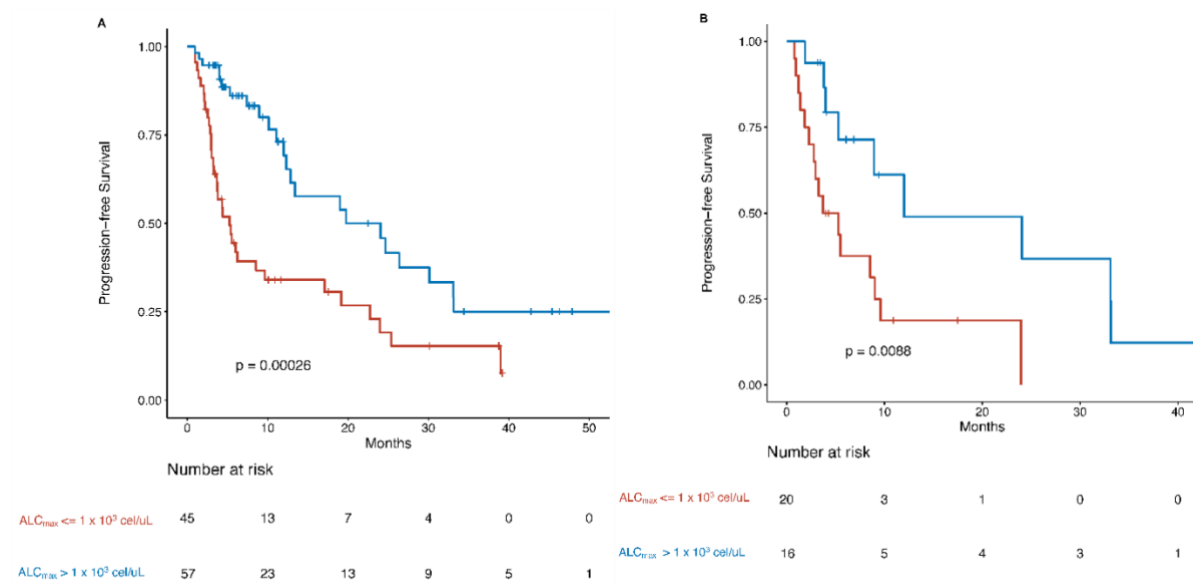 A
Progression-free Survival
1.00
0.75
0.50
0.25
0.00
p = 0.00026
0 10 20 30 40 50
Months
Number at risk
ALCmax <= 1 x 10³ cel/uL 45 13 7 4 0 0
ALCmax > 1 x 10³ cel/uL 57 23 13 9 5 1
B
Progression-free Survival
1.00
0.75
0.50
0.25
0.00
p = 0.0088
0 10 20 30 40
Months
Number at risk
ALCmax <= 1 x 10³ cel/uL 20 3 1 0 0
ALCmax > 1 x 10³ cel/uL 16 5 4 3 1